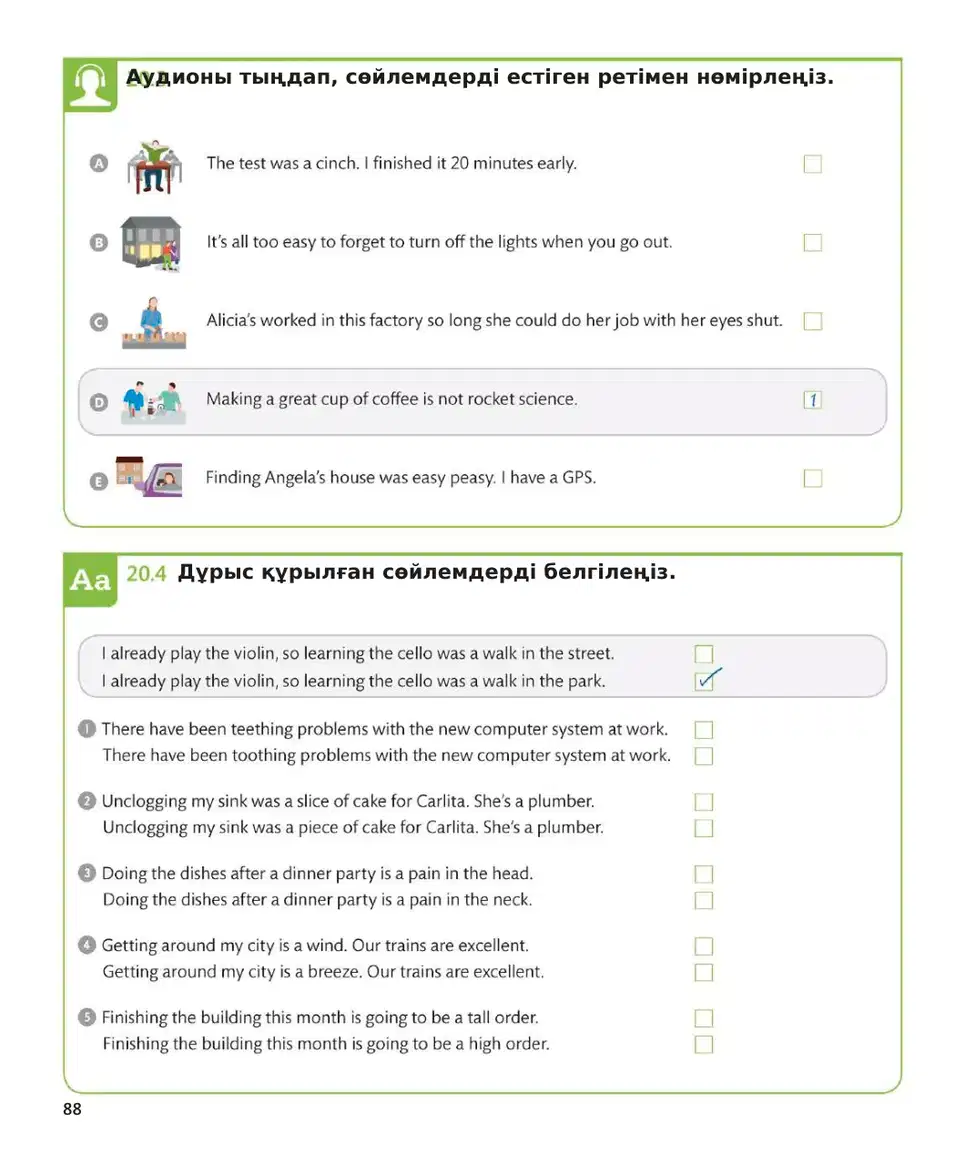 Аудионы тыңдап, сөйлемдерді естіген ретімен нөмірлеңіз.
A The test was a cinch. I finished it 20 minutes early.
B It's all too easy to forget to turn off the lights when you go out.
C Alicia's worked in this factory so long she could do her job with her eyes shut.
D Making a great cup of coffee is not rocket science. 1
E Finding Angela's house was easy peasy. I have a GPS.
Aa 20.4 Дұрыс құрылған сөйлемдерді белгілеңіз.
I already play the violin, so learning the cello was a walk in the street.
I already play the violin, so learning the cello was a walk in the park.
1 There have been teething problems with the new computer system at work.
There have been toothing problems with the new computer system at work.
2 Unclogging my sink was a slice of cake for Carlita. She's a plumber.
Unclogging my sink was a piece of cake for Carlita. She's a plumber.
3 Doing the dishes after a dinner party is a pain in the head.
Doing the dishes after a dinner party is a pain in the neck.
4 Getting around my city is a wind. Our trains are excellent.
Getting around my city is a breeze. Our trains are excellent.
5 Finishing the building this month is going to be a tall order.
Finishing the building this month is going to be a high order.
88